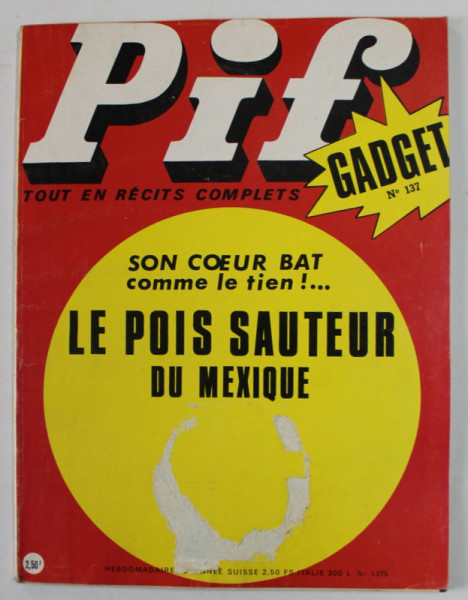 Pif
GADGET
N° 137
TOUT EN RÉCITS COMPLETS
SON CŒUR BAT
comme le tien !...
LE POIS SAUTEUR
DU MEXIQUE
2,50 F
HEBDOMADAIRE SUISSE 2,50 FS ITALIE 300 L. N° 1375